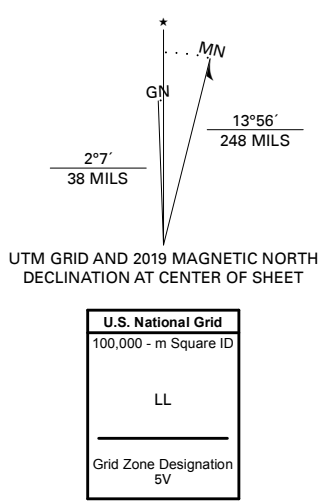 ★
MN
GN
13°56´
248 MILS
2°7´
38 MILS
UTM GRID AND 2019 MAGNETIC NORTH
DECLINATION AT CENTER OF SHEET
U.S. National Grid
100,000 - m Square ID
LL
Grid Zone Designation
5V